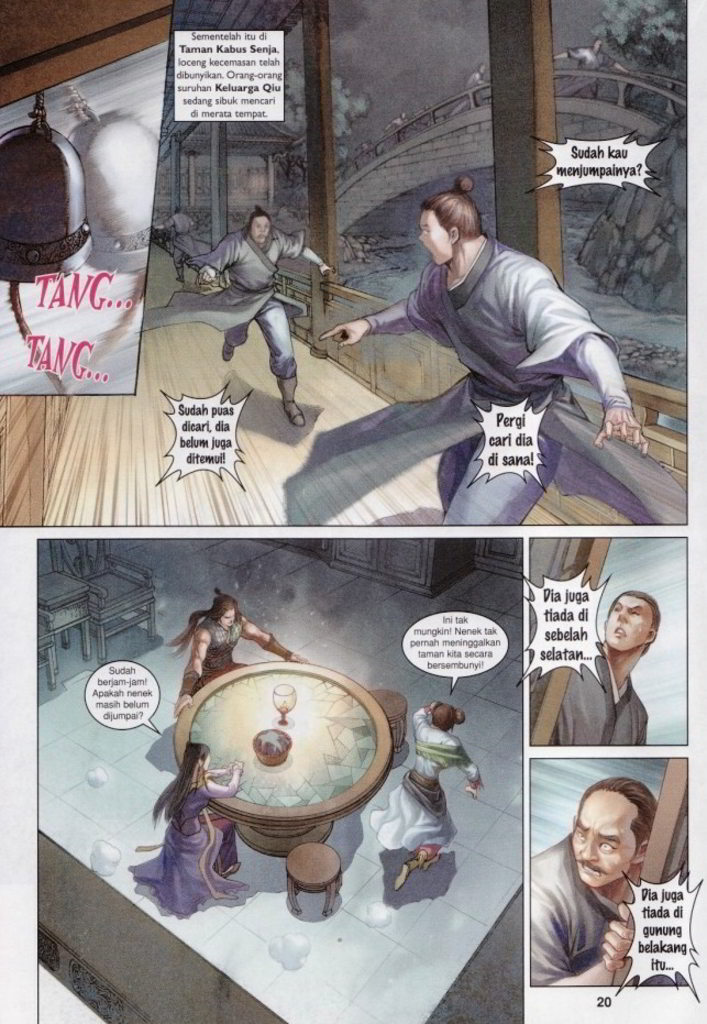 Sementelah itu di
Taman Kabus Senja,
loceng kecemasan telah
dibunyikan. Orang-orang
suruhan Keluarga Qiu
sedang sibuk mencari
di merata tempat.
Sudah kau
menjumpainya?
TANG...
TANG...
Sudah puas
dicari, dia
belum juga
ditemui!
Pergi
cari dia
di sana!
Sudah
berjam-jam!
Apakah nenek
masih belum
dijumpai?
Ini tak
mungkin! Nenek tak
pernah meninggalkan
taman kita secara
bersembunyi!
Dia juga
tiada di
sebelah
selatan...
Dia juga
tiada di
gunung
belakang
itu...
20